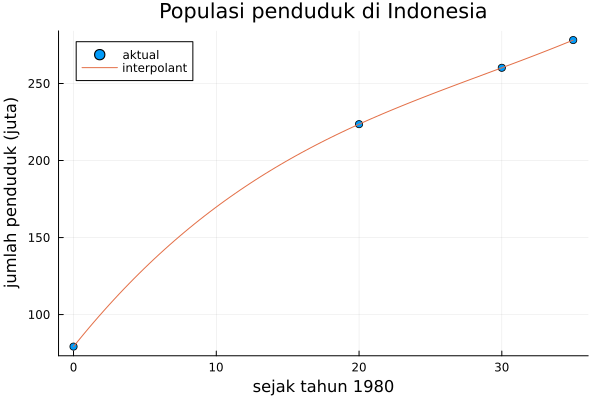 Populasi penduduk di Indonesia
aktual
interpolant
250
200
150
100
jumlah penduduk (juta)
0 10 20 30
sejak tahun 1980